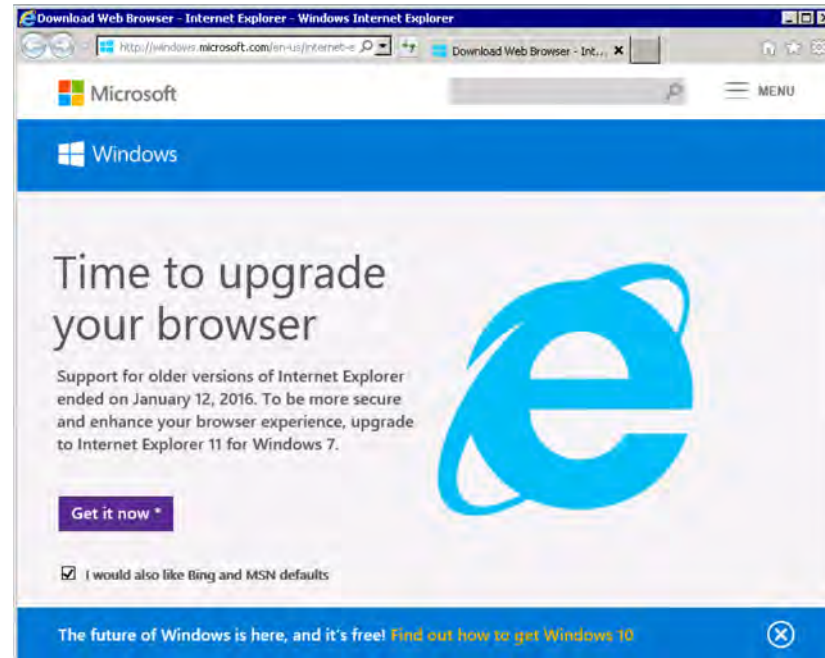 Download Web Browser - Internet Explorer - Windows Internet Explorer
http://windows.microsoft.com/en-us/internet-e
Download Web Browser - Int...
Microsoft
MENU
Windows
Time to upgrade
your browser
Support for older versions of Internet Explorer
ended on January 12, 2016. To be more secure
and enhance your browser experience, upgrade
to Internet Explorer 11 for Windows 7.
Get it now *
I would also like Bing and MSN defaults
The future of Windows is here, and it's free! Find out how to get Windows 10